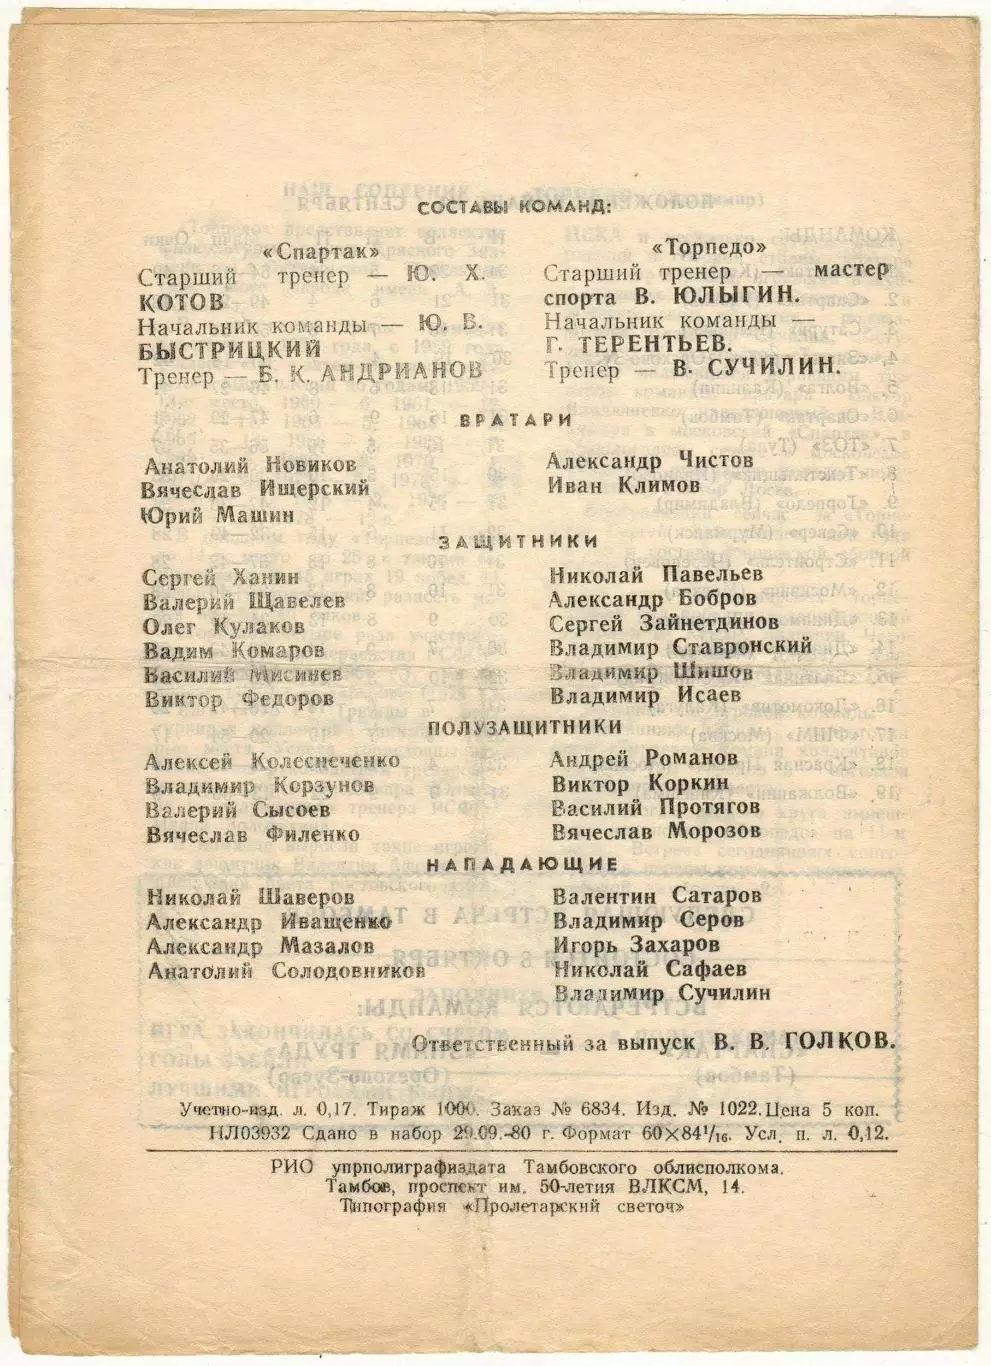 СОСТАВЫ КОМАНД:
«Спартак»
Старший тренер — Ю. Х.
КОТОВ
Начальник команды — Ю. В.
БЫСТРИЦКИЙ
Тренер — Б. К. АНДРИАНОВ
«Торпедо»
Старший тренер — мастер
спорта В. ЮЛЫГИН.
Начальник команды —
Г. ТЕРЕНТЬЕВ.
Тренер — В. СУЧИЛИН.
ВРАТАРИ
Анатолий Новиков
Вячеслав Ищерский
Юрий Машин
Александр Чистов
Иван Климов
ЗАЩИТНИКИ
Сергей Ханин
Валерий Щавелев
Олег Кулаков
Вадим Комаров
Василий Мисинев
Виктор Федоров
Николай Павельев
Александр Бобров
Сергей Зайнетдинов
Владимир Ставронский
Владимир Шишов
Владимир Исаев
ПОЛУЗАЩИТНИКИ
Алексей Колеснеченко
Владимир Корзунов
Валерий Сысоев
Вячеслав Филенко
Андрей Романов
Виктор Коркин
Василий Протягов
Вячеслав Морозов
НАПАДАЮЩИЕ
Николай Шаверов
Александр Иващенко
Александр Мазалов
Анатолий Солодовников
Валентин Сатаров
Владимир Серов
Игорь Захаров
Николай Сафаев
Владимир Сучилин
Ответственный за выпуск В. В. ГОЛКОВ.
Учетно-изд. л. 0,17. Тираж 1000. Заказ № 6834. Изд. № 1022. Цена 5 коп.
НЛ03932 Сдано в набор 29.09.-80 г. Формат 60×84¹/₁₆. Усл. п. л. 0,12.
РИО упрполиграфиздата Тамбовского облисполкома.
Тамбов, проспект им. 50-летия ВЛКСМ, 14.
Типография «Пролетарский светоч»